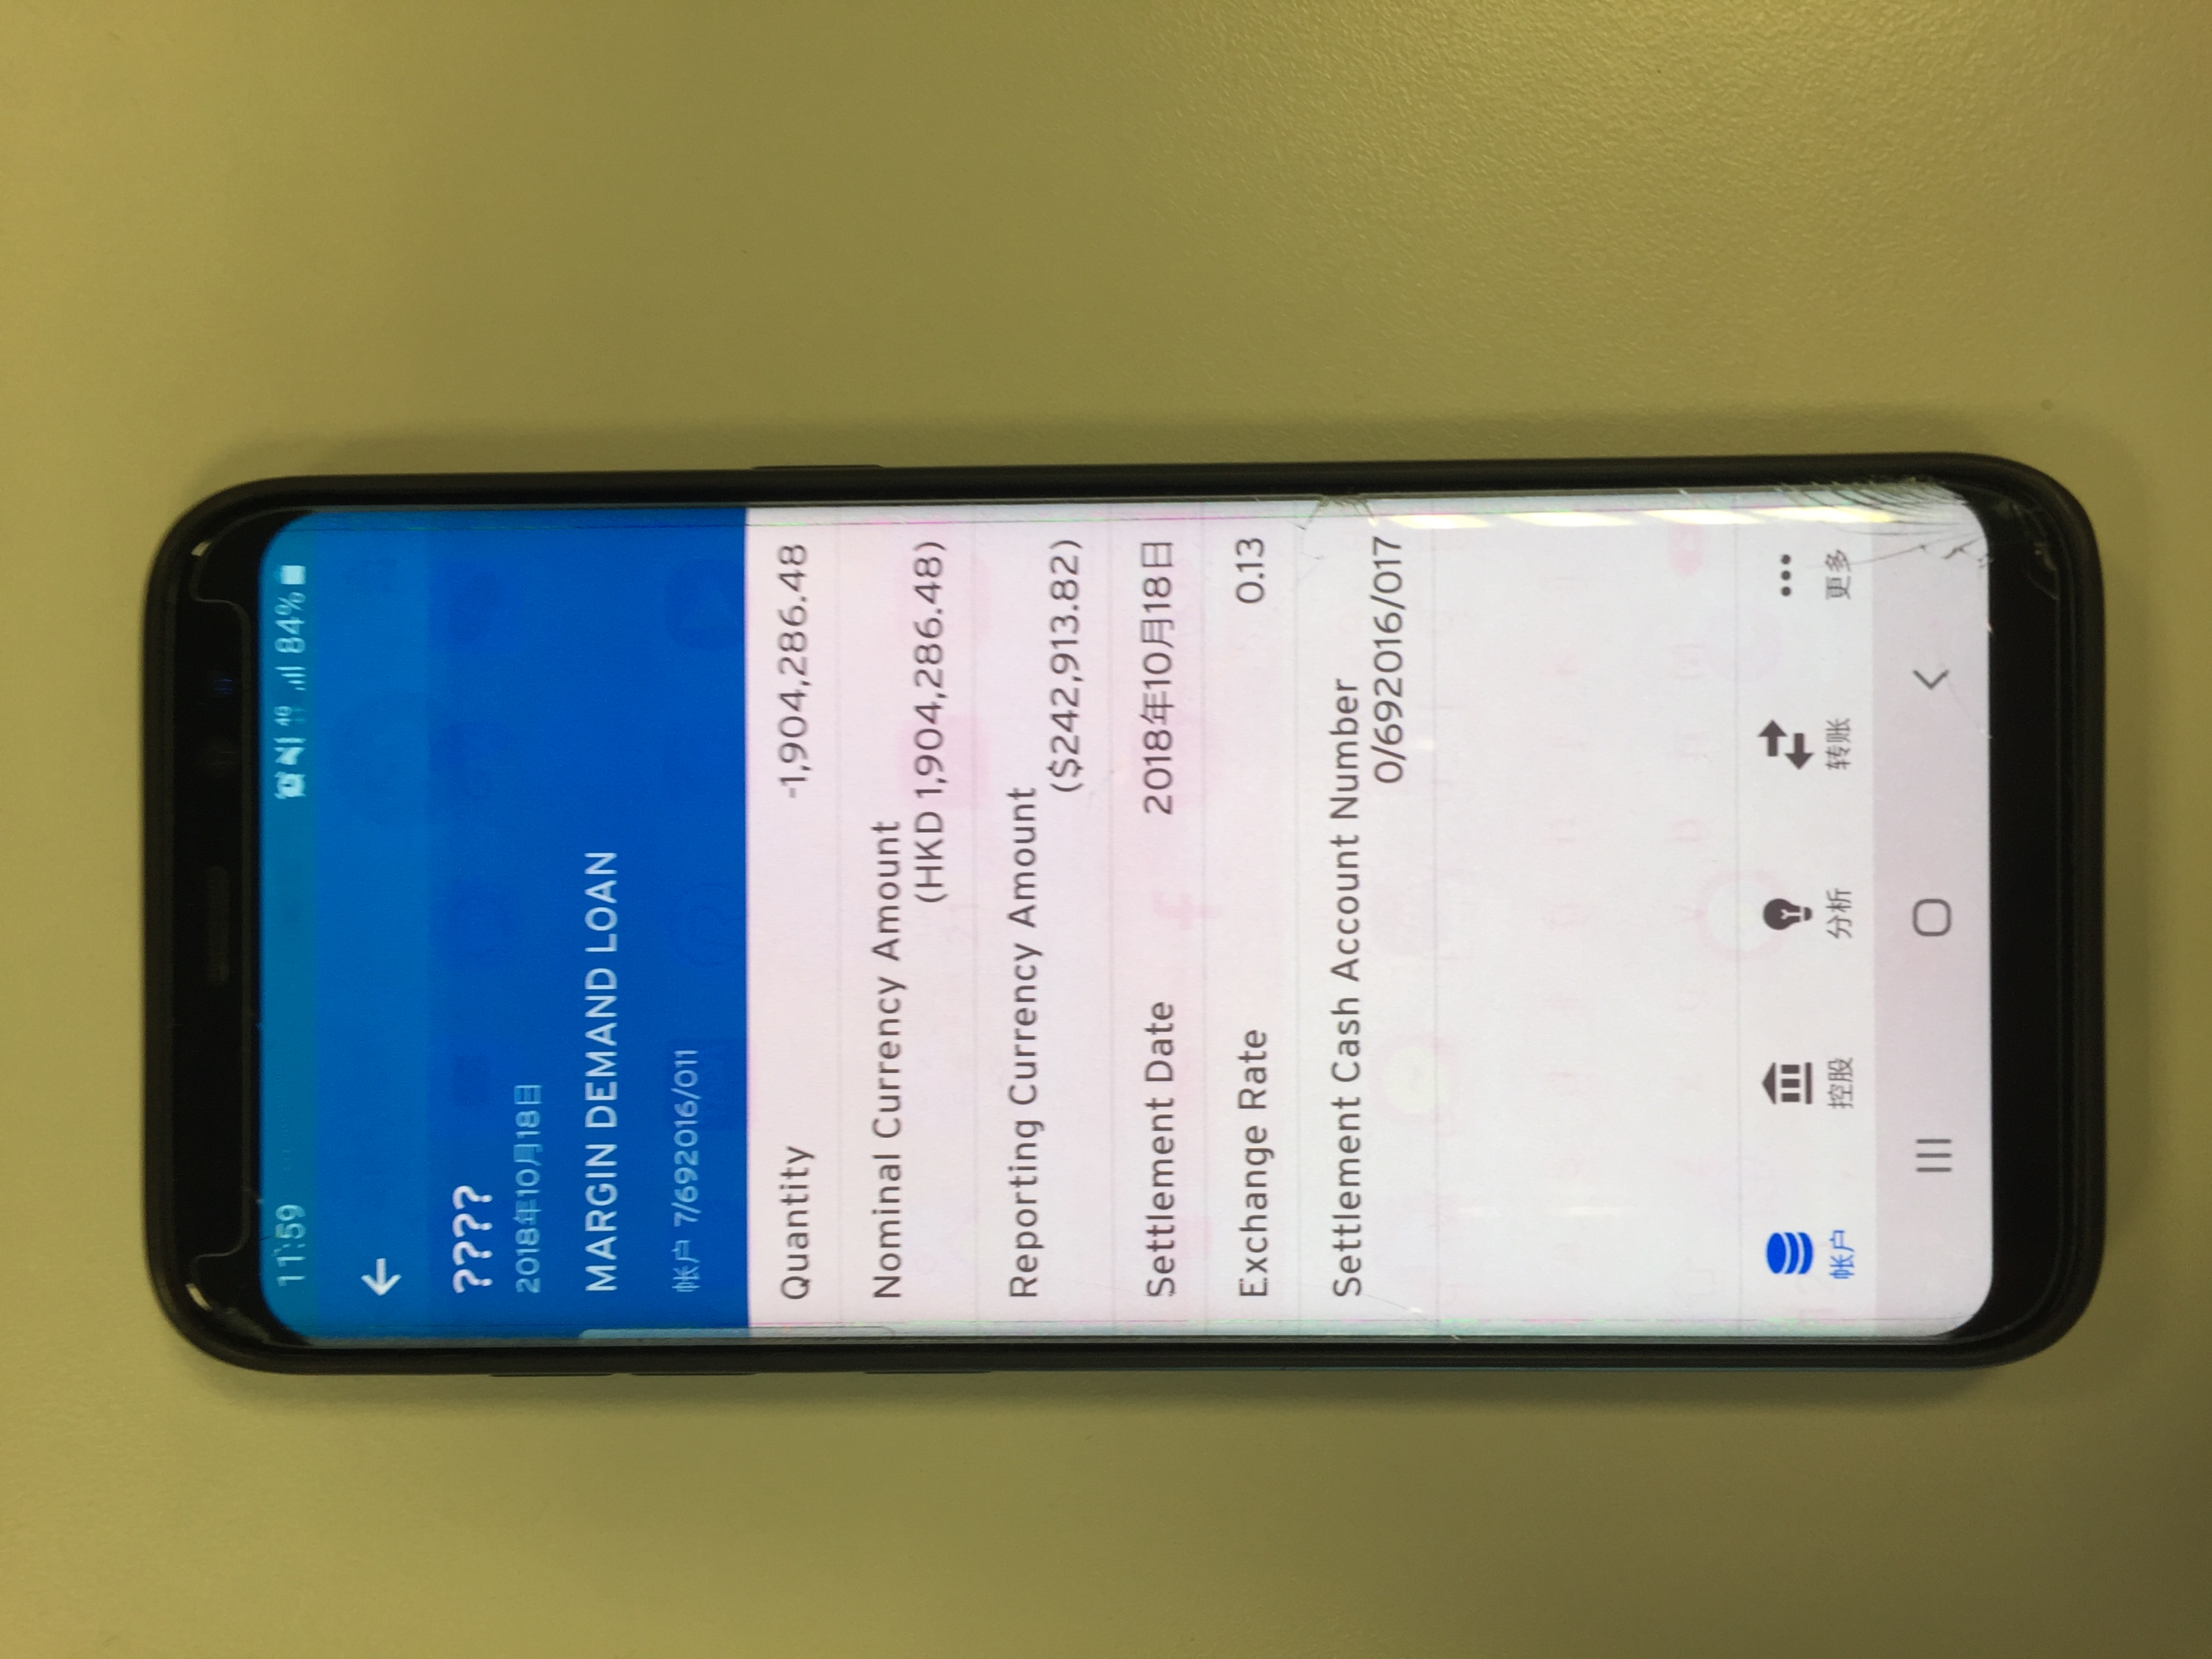 11:59 4G 84%
????
2018年10月18日
MARGIN DEMAND LOAN
帐户 7/692016/011
Quantity -1,904,286.48
Nominal Currency Amount
(HKD 1,904,286.48)
Reporting Currency Amount
($242,913.82)
Settlement Date 2018年10月18日
Exchange Rate 0.13
Settlement Cash Account Number
0/692016/017
帐户 控股 分析 转账 更多